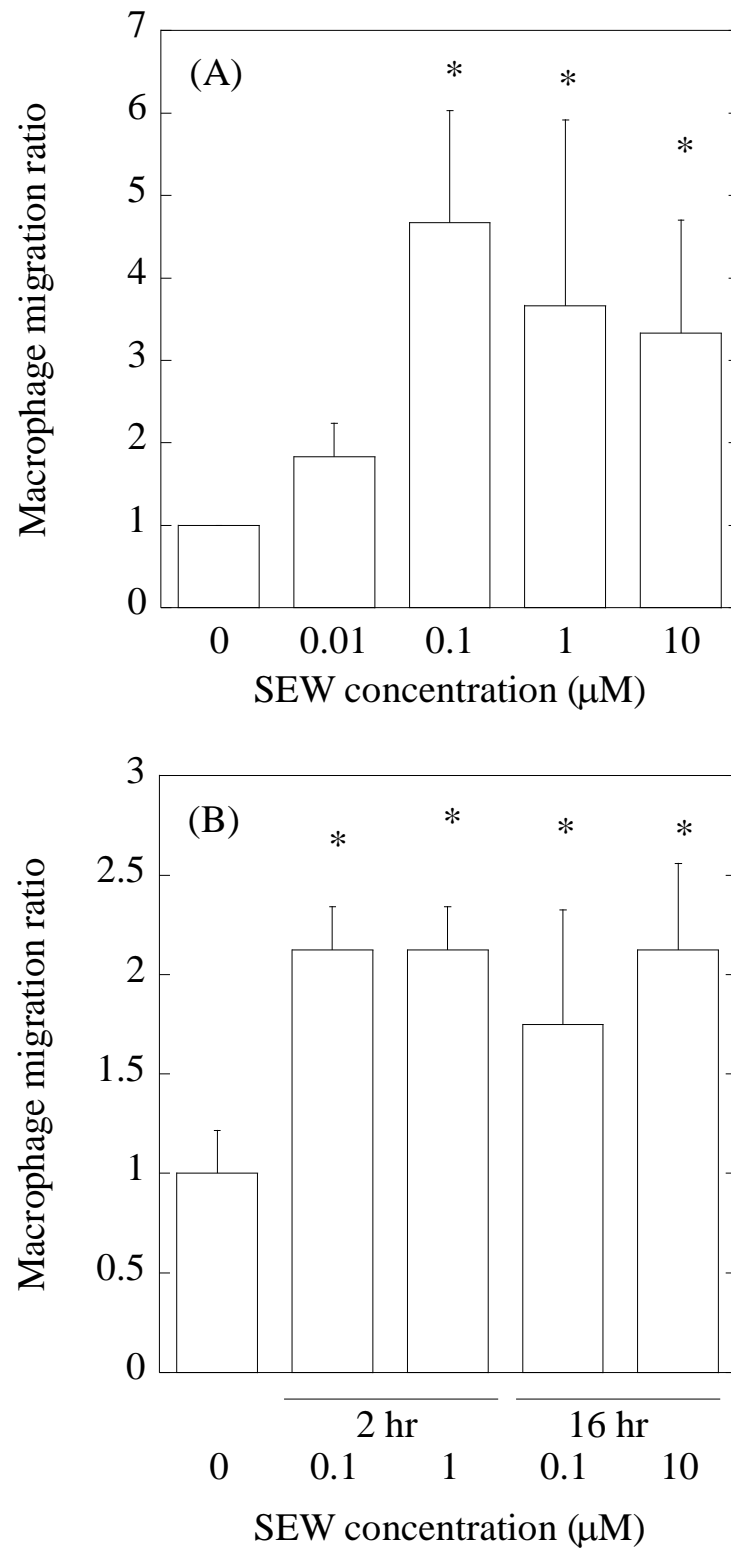 7
(A)
*
*
6
*
5
4
3
2
1
0
Macrophage migration ratio
0 0.01 0.1 1 10
SEW concentration (μM)
3
(B)
*
*
*
*
2.5
2
1.5
1
0.5
0
Macrophage migration ratio
2 hr 16 hr
0 0.1 1 0.1 10
SEW concentration (μM)